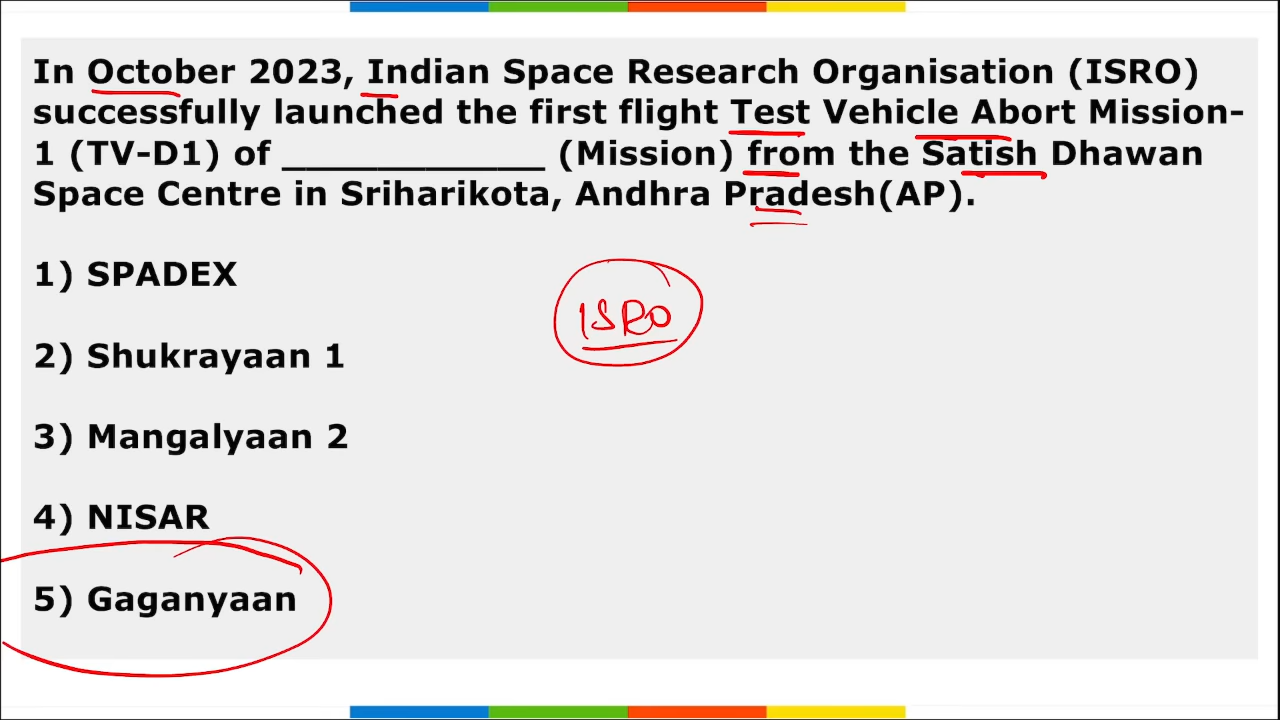 In October 2023, Indian Space Research Organisation (ISRO)
successfully launched the first flight Test Vehicle Abort Mission-
1 (TV-D1) of _______________ (Mission) from the Satish Dhawan
Space Centre in Sriharikota, Andhra Pradesh(AP).
1) SPADEX
ISRO
2) Shukrayaan 1
3) Mangalyaan 2
4) NISAR
5) Gaganyaan